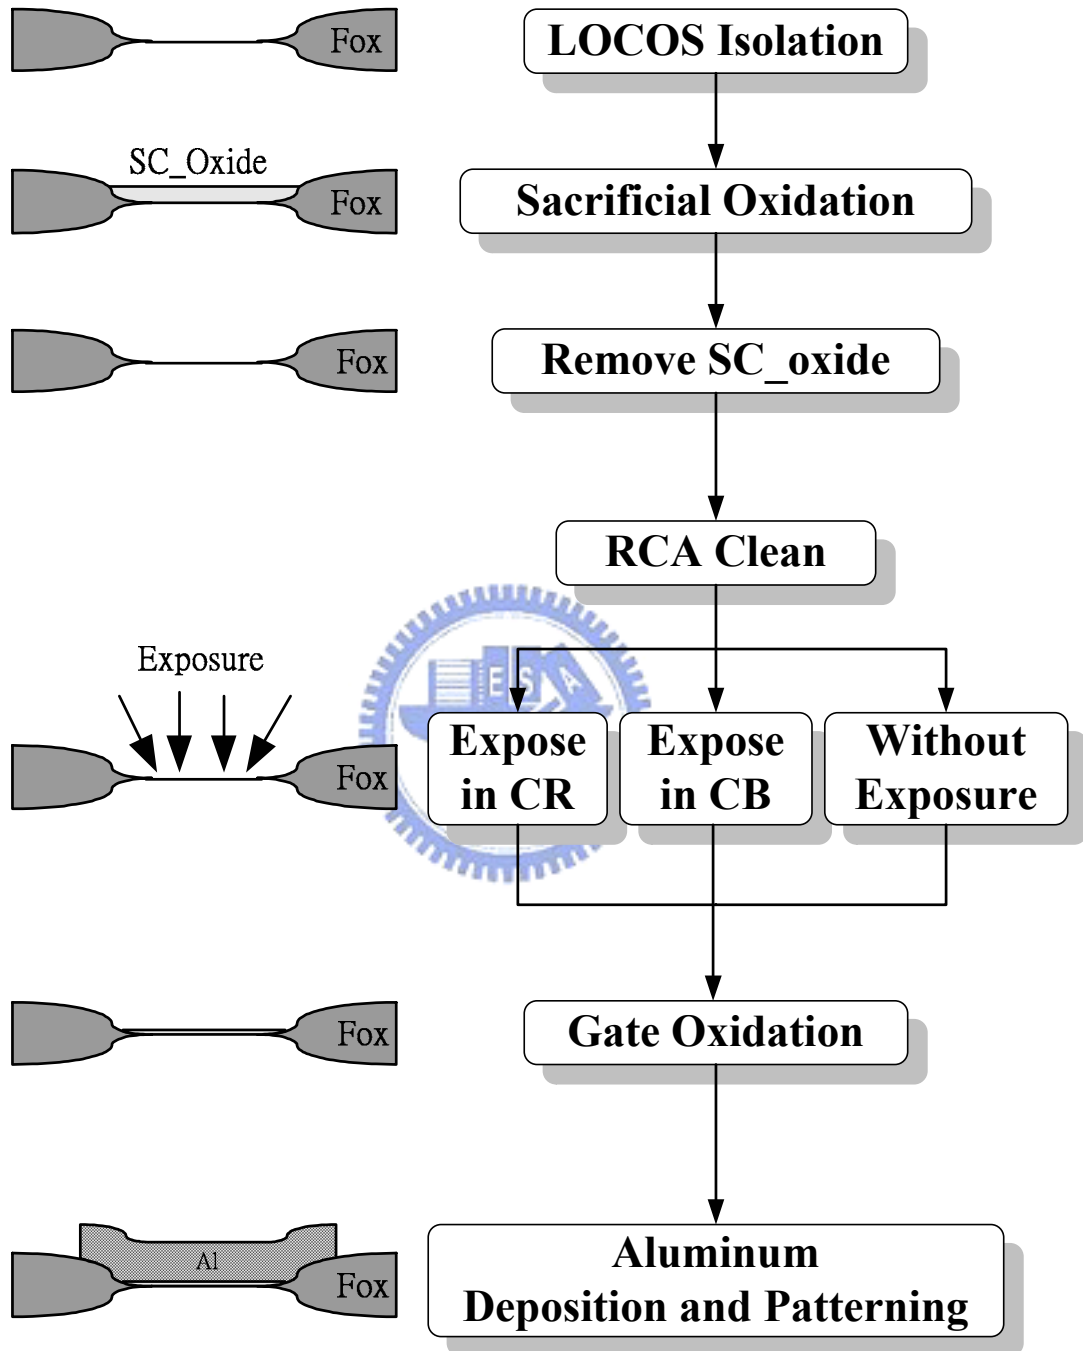 Fox
LOCOS Isolation
SC_Oxide
Fox
Sacrificial Oxidation
Fox
Remove SC_oxide
RCA Clean
Exposure
E S A
Fox
Expose
in CR
Expose
in CB
Without
Exposure
Fox
Gate Oxidation
Al
Fox
Aluminum
Deposition and Patterning